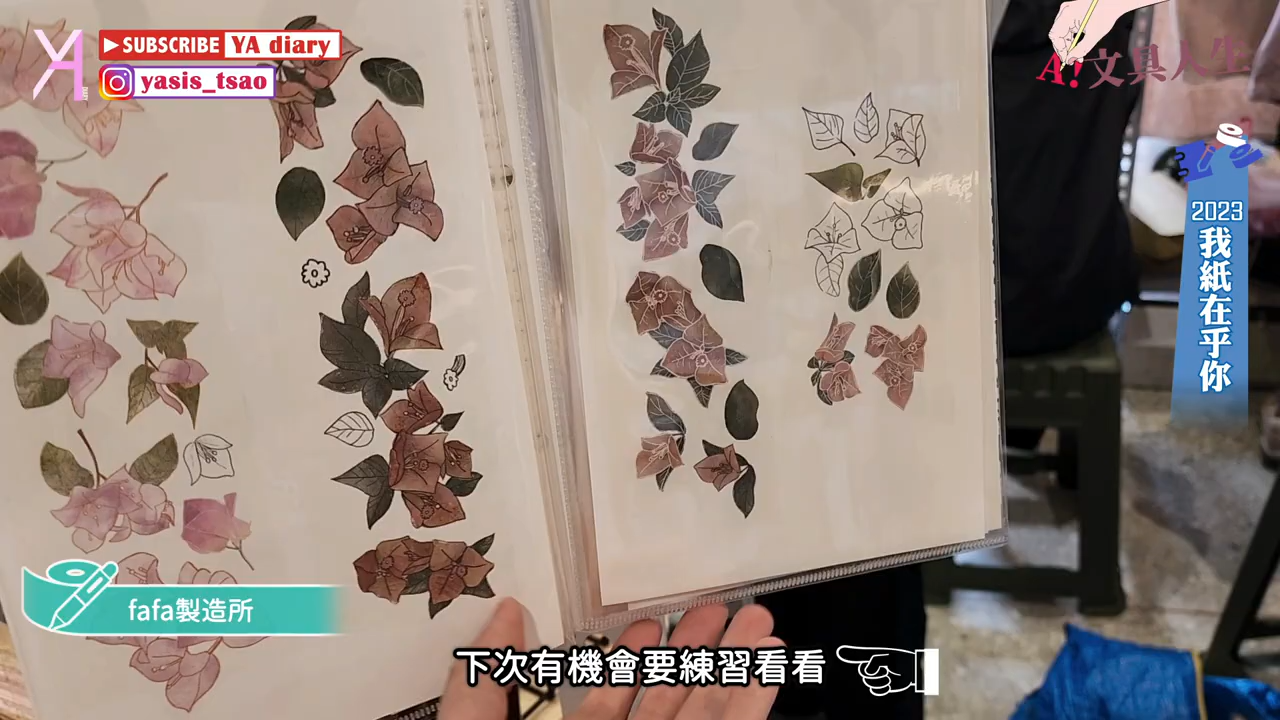 YA
DIARY
SUBSCRIBE YA diary
yasis_tsao
A!文具人生
2023
我紙在乎你
fafa製造所
下次有機會要練習看看